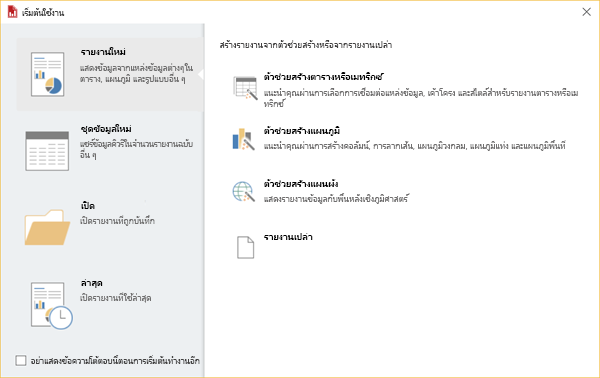 เริ่มต้นใช้งาน
รายงานใหม่
แสดงข้อมูลจากแหล่งข้อมูลต่างๆใน
ตาราง, แผนภูมิ และรูปแบบอื่น ๆ
ชุดข้อมูลใหม่
แชร์ข้อมูลคิวรีในจำนวนรายงานฉบับ
อื่น ๆ
เปิด
เปิดรายงานที่ถูกบันทึก
ล่าสุด
เปิดรายงานที่ใช้ล่าสุด
อย่าแสดงข้อความโต้ตอบนี้ตอนการเริ่มต้นทำงานอีก
สร้างรายงานจากตัวช่วยสร้างหรือจากรายงานเปล่า
ตัวช่วยสร้างตารางหรือเมทริกซ์
แนะนำคุณผ่านการเลือกการเชื่อมต่อแหล่งข้อมูล, เค้าโครง และสไตล์สำหรับรายงานตารางหรือเม
ทริกซ์
ตัวช่วยสร้างแผนภูมิ
แนะนำคุณผ่านการสร้างคอลัมน์, การลากเส้น, แผนภูมิวงกลม, แผนภูมิแท่ง และแผนภูมิพื้นที่
ตัวช่วยสร้างแผนผัง
แสดงรายงานข้อมูลกับพื้นหลังเชิงภูมิศาสตร์
รายงานเปล่า